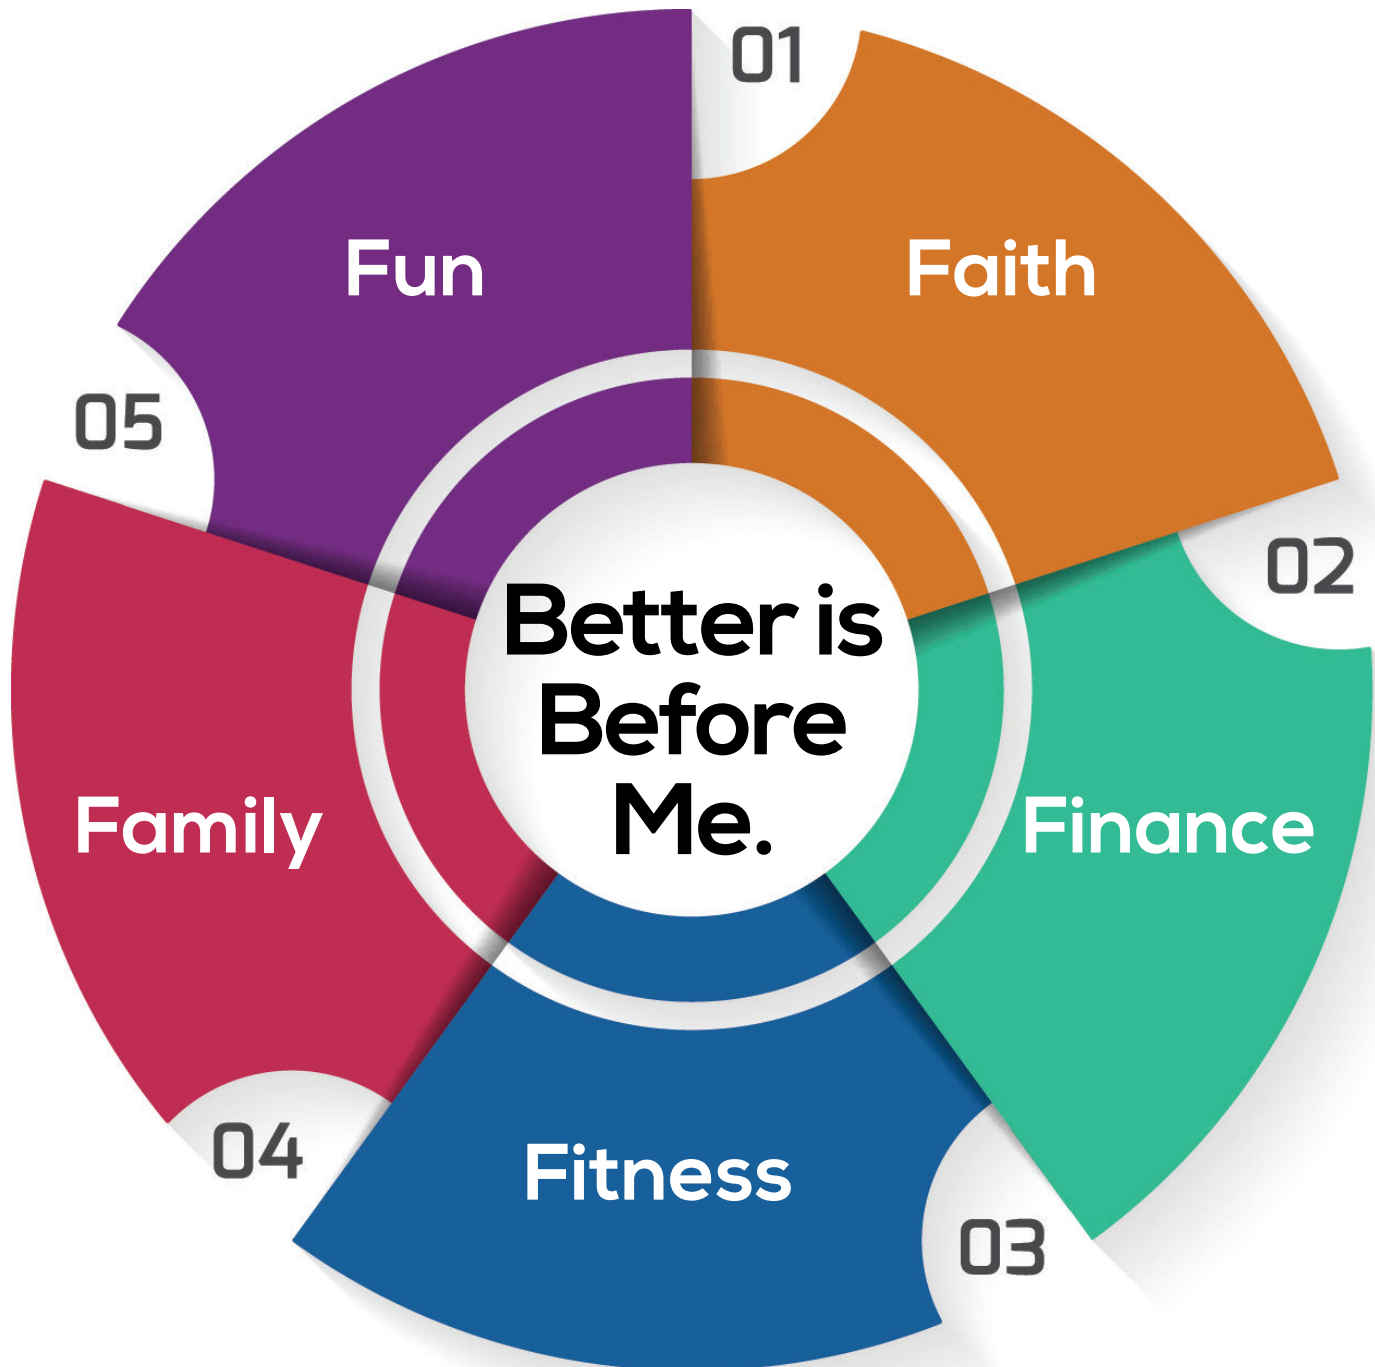 01
Faith
02
Finance
03
Fitness
04
Family
05
Fun
Better is
Before
Me.